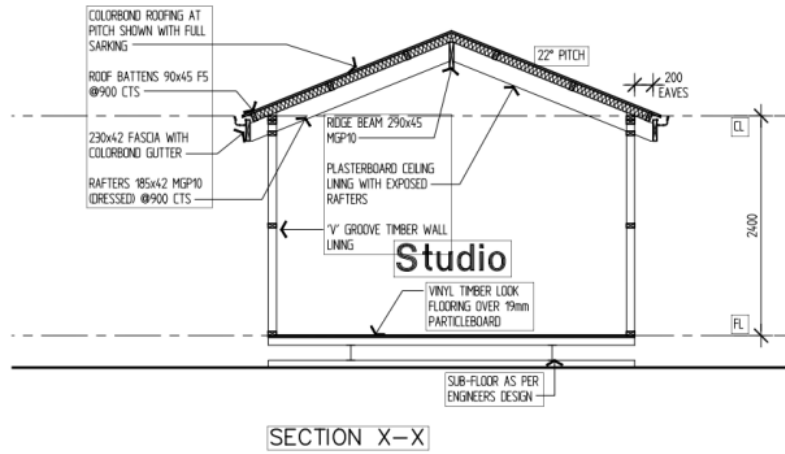 COLORBOND ROOFING AT
PITCH SHOWN WITH FULL
SARKING
ROOF BATTENS 90x45 F5
@900 CTS
230x42 FASCIA WITH
COLORBOND GUTTER
RAFTERS 185x42 MGP10
(DRESSED) @900 CTS
22° PITCH
200
EAVES
RIDGE BEAM 290x45
MGP10
PLASTERBOARD CEILING
LINING WITH EXPOSED
RAFTERS
'V' GROOVE TIMBER WALL
LINING
Studio
VINYL TIMBER LOOK
FLOORING OVER 19mm
PARTICLEBOARD
CL
2400
FL
SUB-FLOOR AS PER
ENGINEERS DESIGN
SECTION X-X